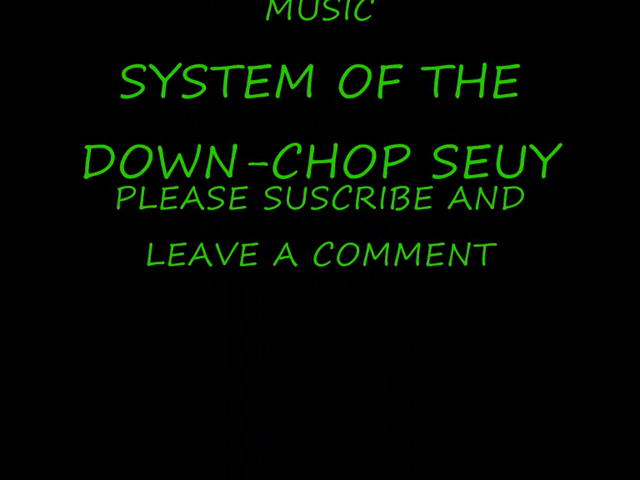 MUSIC
SYSTEM OF THE
DOWN-CHOP SEUY
PLEASE SUSCRIBE AND
LEAVE A COMMENT